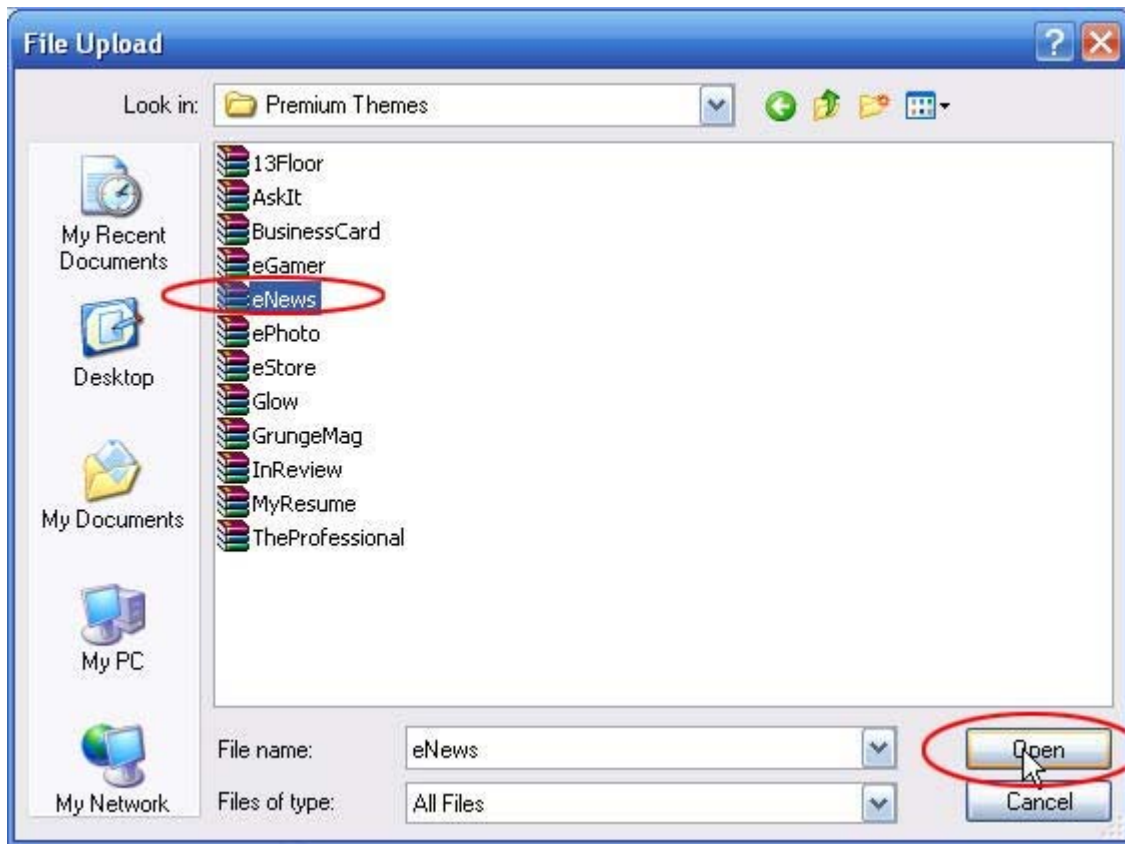 File Upload
Look in:
Premium Themes
13Floor
AskIt
BusinessCard
eGamer
eNews
ePhoto
eStore
Glow
GrungeMag
InReview
MyResume
TheProfessional
My Recent
Documents
Desktop
My Documents
My PC
My Network
File name:
eNews
Open
Files of type:
All Files
Cancel